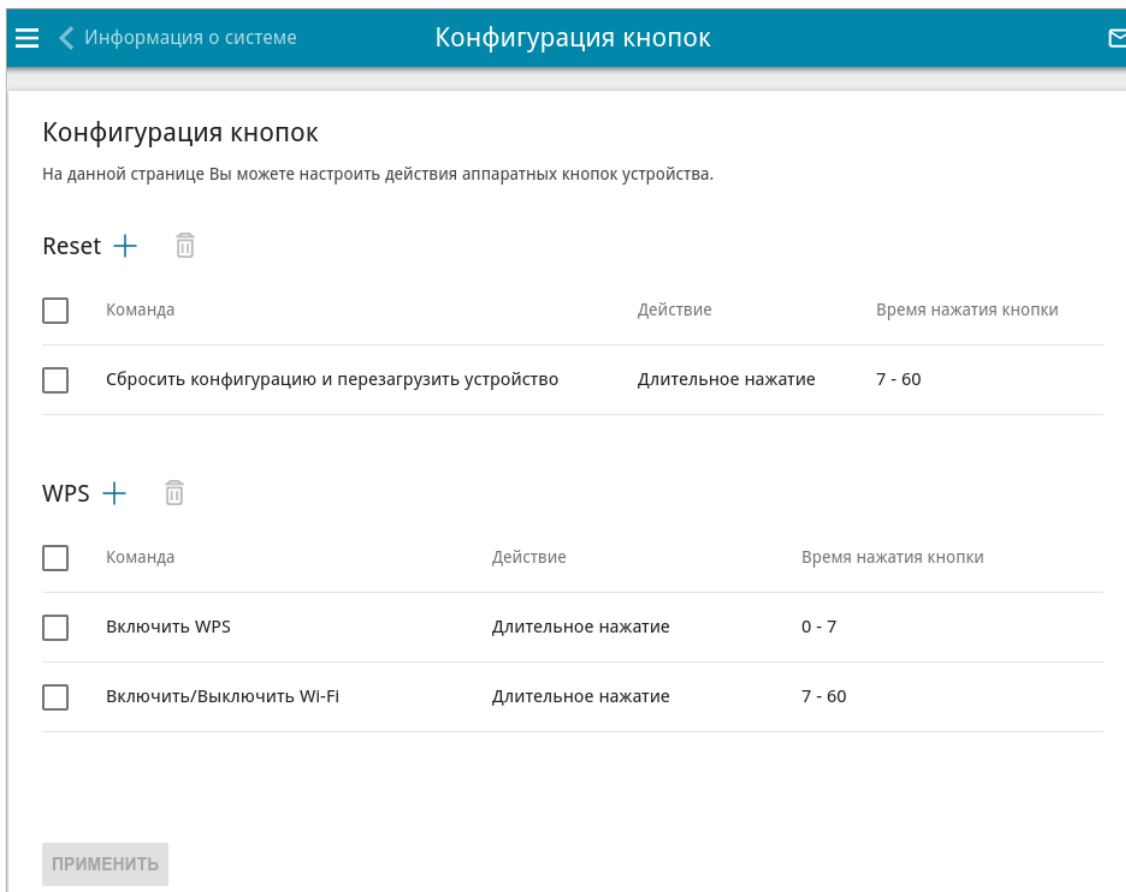 Информация о системе Конфигурация кнопок
Конфигурация кнопок
На данной странице Вы можете настроить действия аппаратных кнопок устройства.
Reset
Команда Действие Время нажатия кнопки
Сбросить конфигурацию и перезагрузить устройство Длительное нажатие 7 - 60
WPS
Команда Действие Время нажатия кнопки
Включить WPS Длительное нажатие 0 - 7
Включить/Выключить Wi-Fi Длительное нажатие 7 - 60
ПРИМЕНИТЬ